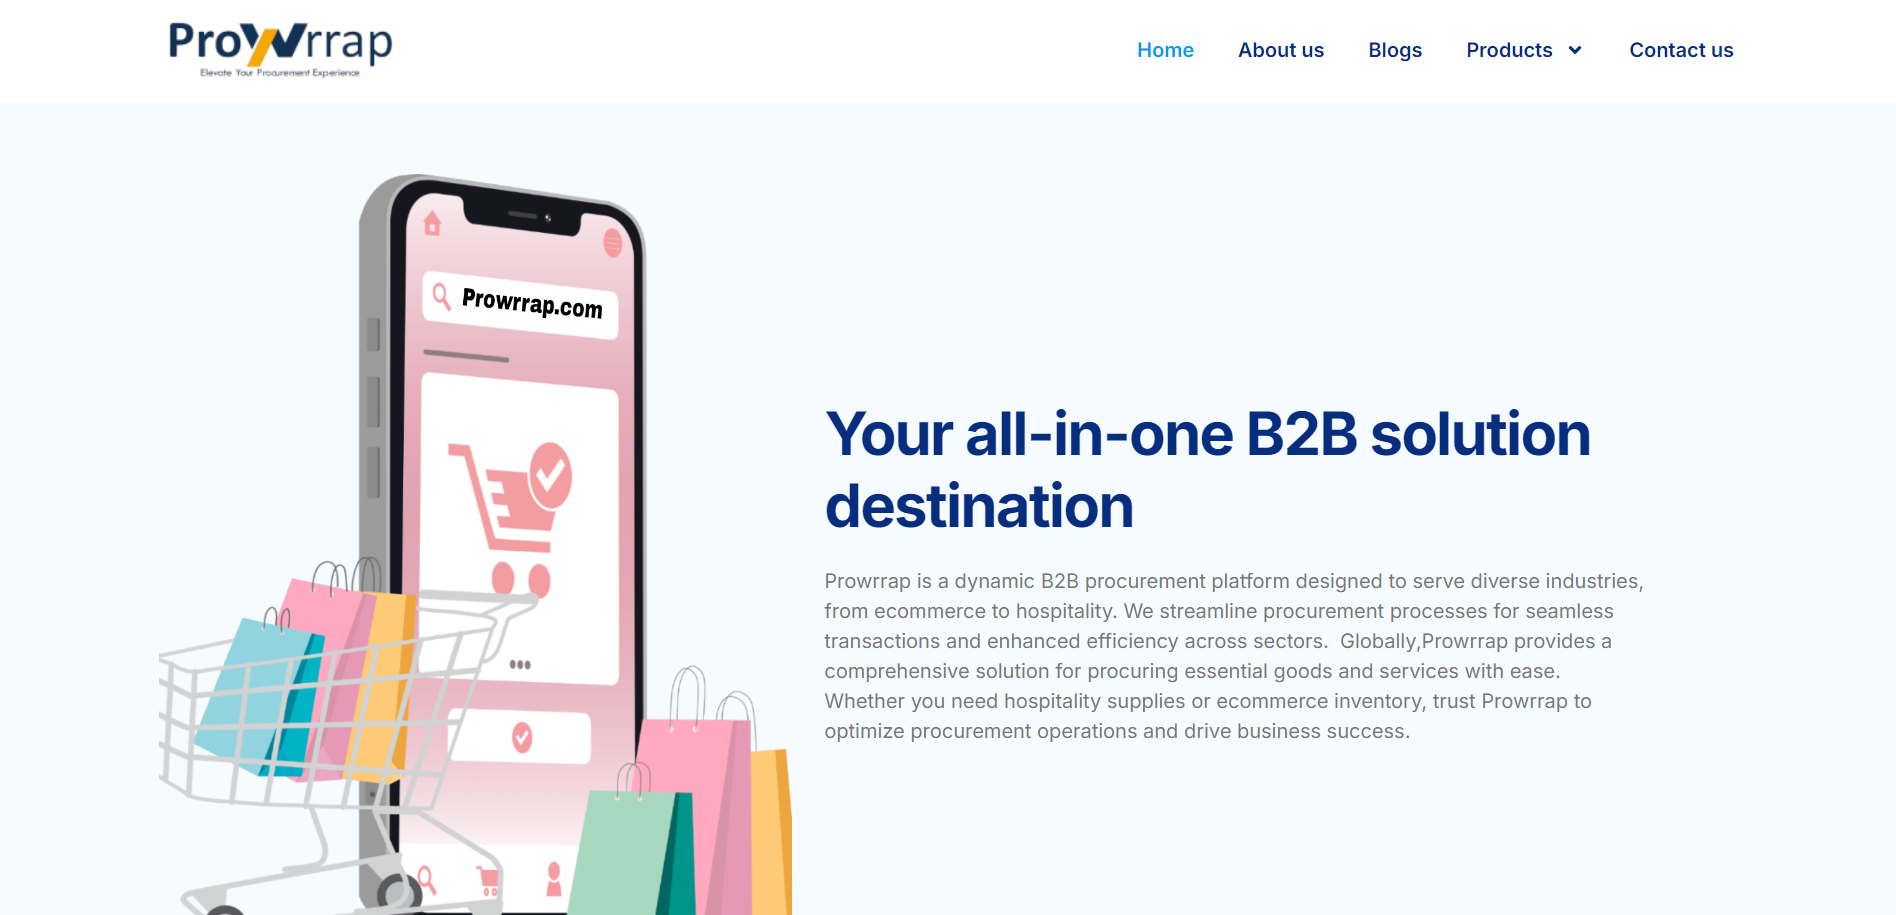 ProWrrap
Elevate Your Procurement Experience
Home About us Blogs Products Contact us
Prowrrap.com
Your all-in-one B2B solution
destination
Prowrrap is a dynamic B2B procurement platform designed to serve diverse industries,
from ecommerce to hospitality. We streamline procurement processes for seamless
transactions and enhanced efficiency across sectors.  Globally,Prowrrap provides a
comprehensive solution for procuring essential goods and services with ease.
Whether you need hospitality supplies or ecommerce inventory, trust Prowrrap to
optimize procurement operations and drive business success.